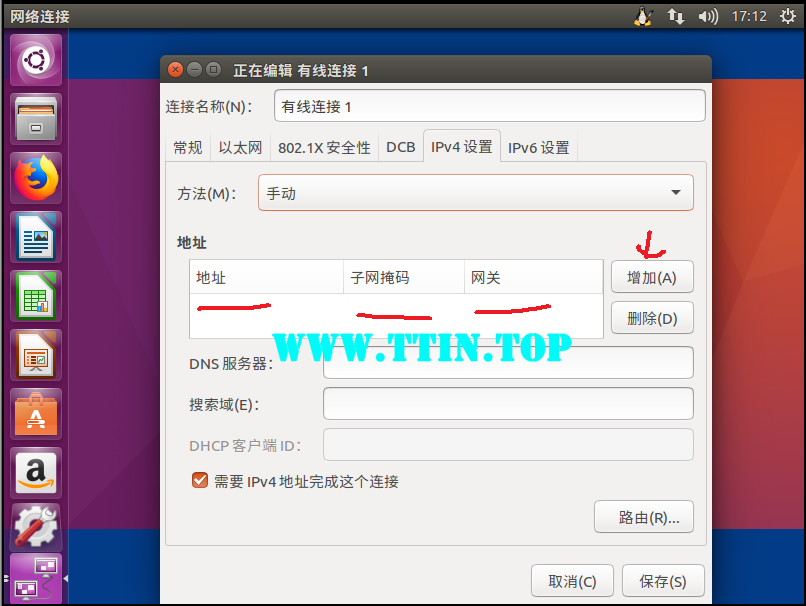 网络连接
17:12
正在编辑 有线连接 1
连接名称(N)：
有线连接 1
常规
以太网
802.1X 安全性
DCB
IPv4 设置
IPv6 设置
方法(M)：
手动
地址
地址
子网掩码
网关
增加(A)
删除(D)
WWW.TTIN.TOP
DNS 服务器：
搜索域(E)：
DHCP 客户端 ID：
需要 IPv4 地址完成这个连接
路由(R)...
取消(C)
保存(S)